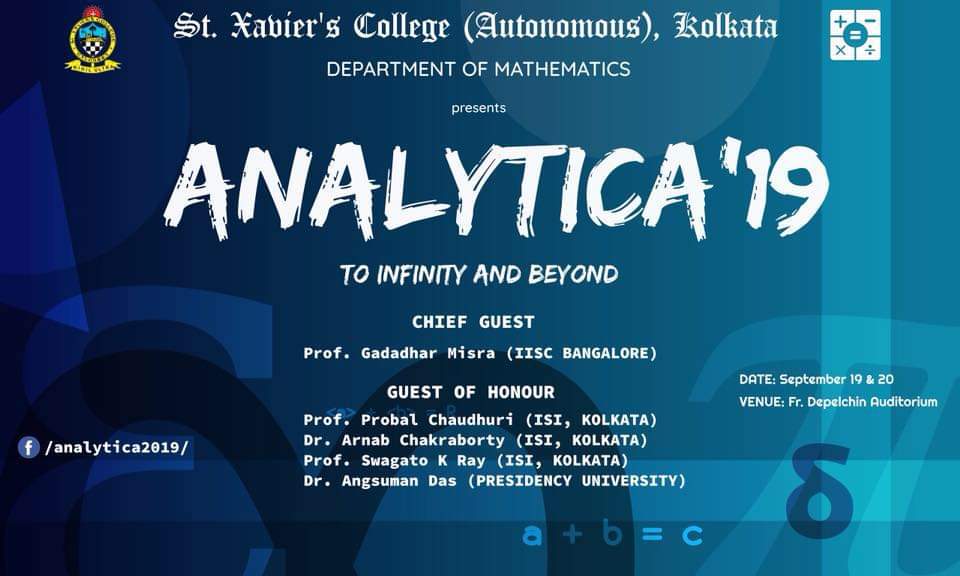 St. Xavier's College (Autonomous), Kolkata
DEPARTMENT OF MATHEMATICS
presents
ANALYTICA'19
TO INFINITY AND BEYOND
CHIEF GUEST
Prof. Gadadhar Misra (IISC BANGALORE)
GUEST OF HONOUR
Prof. Probal Chaudhuri (ISI, KOLKATA)
Dr. Arnab Chakraborty (ISI, KOLKATA)
Prof. Swagato K Ray (ISI, KOLKATA)
Dr. Angsuman Das (PRESIDENCY UNIVERSITY)
DATE: September 19 & 20
VENUE: Fr. Depelchin Auditorium
f /analytica2019/
δ
a + b = c